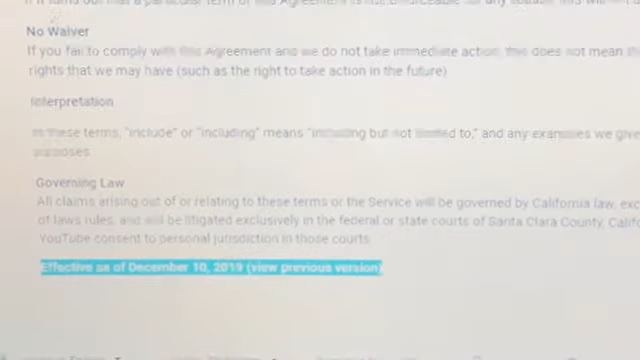 No Waiver
If you fail to comply with this Agreement and we do not take immediate action, this does not mean
rights that we may have (such as the right to take action in the future)
Interpretation
In these terms, "include" or "including" means "including but not limited to," and any examples we give
purposes
Governing Law
All claims arising out of or relating to these terms or the Service will be governed by California law, exc
of laws rules, and will be litigated exclusively in the federal or state courts of Santa Clara County, Califo
YouTube consent to personal jurisdiction in those courts
Effective as of December 10, 2019 (view previous version)